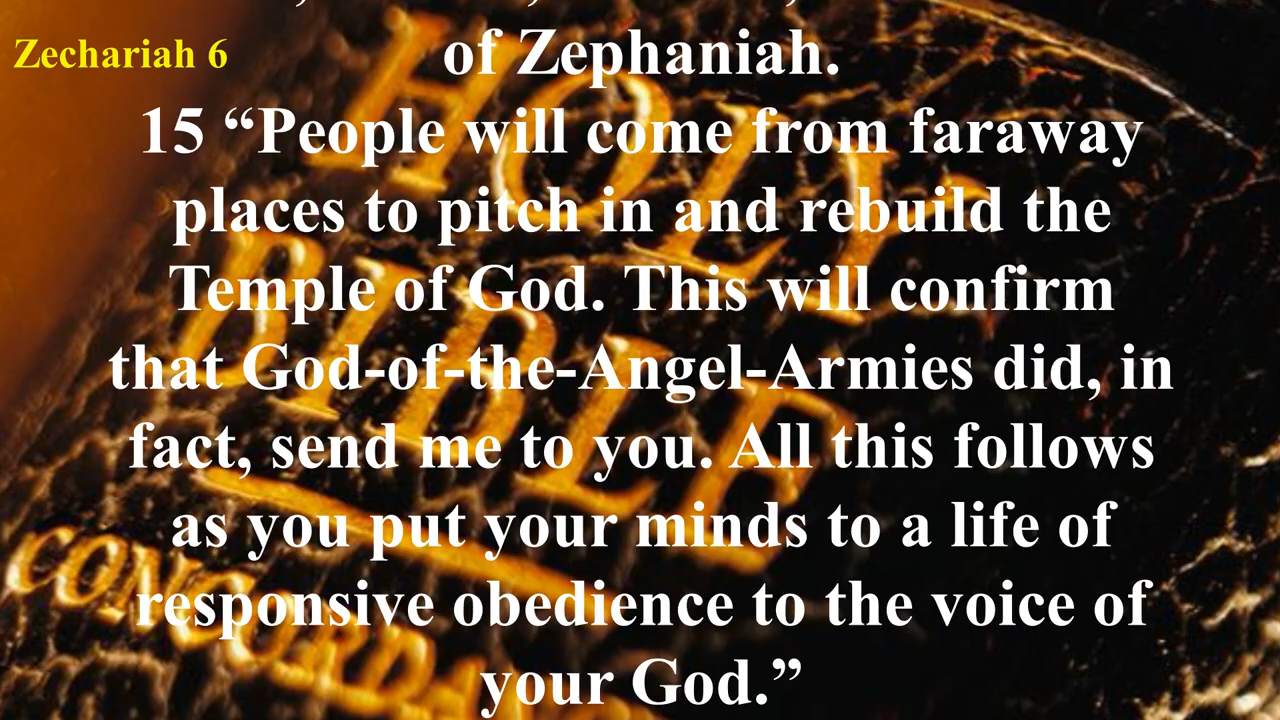 Zechariah 6
of Zephaniah.
15 “People will come from faraway
places to pitch in and rebuild the
Temple of God. This will confirm
that God-of-the-Angel-Armies did, in
fact, send me to you. All this follows
as you put your minds to a life of
responsive obedience to the voice of
your God.”
HOLY
BIBLE